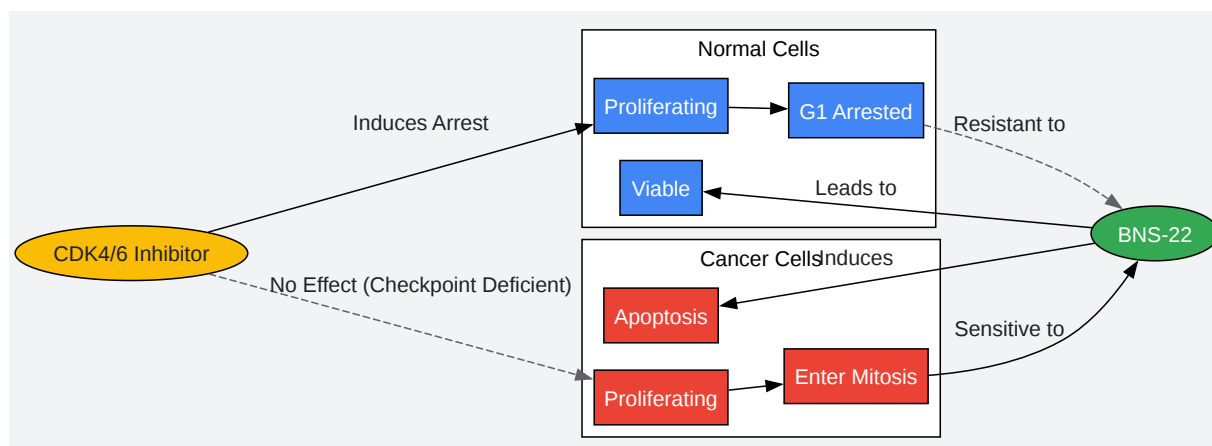 Normal Cells
Proliferating
G1 Arrested
Induces Arrest
Resistant to
Viable
Leads to
BNS-22
CDK4/6 Inhibitor
Cancer Cells
Induces
No Effect (Checkpoint Deficient)
Apoptosis
Sensitive to
Enter Mitosis
Proliferating